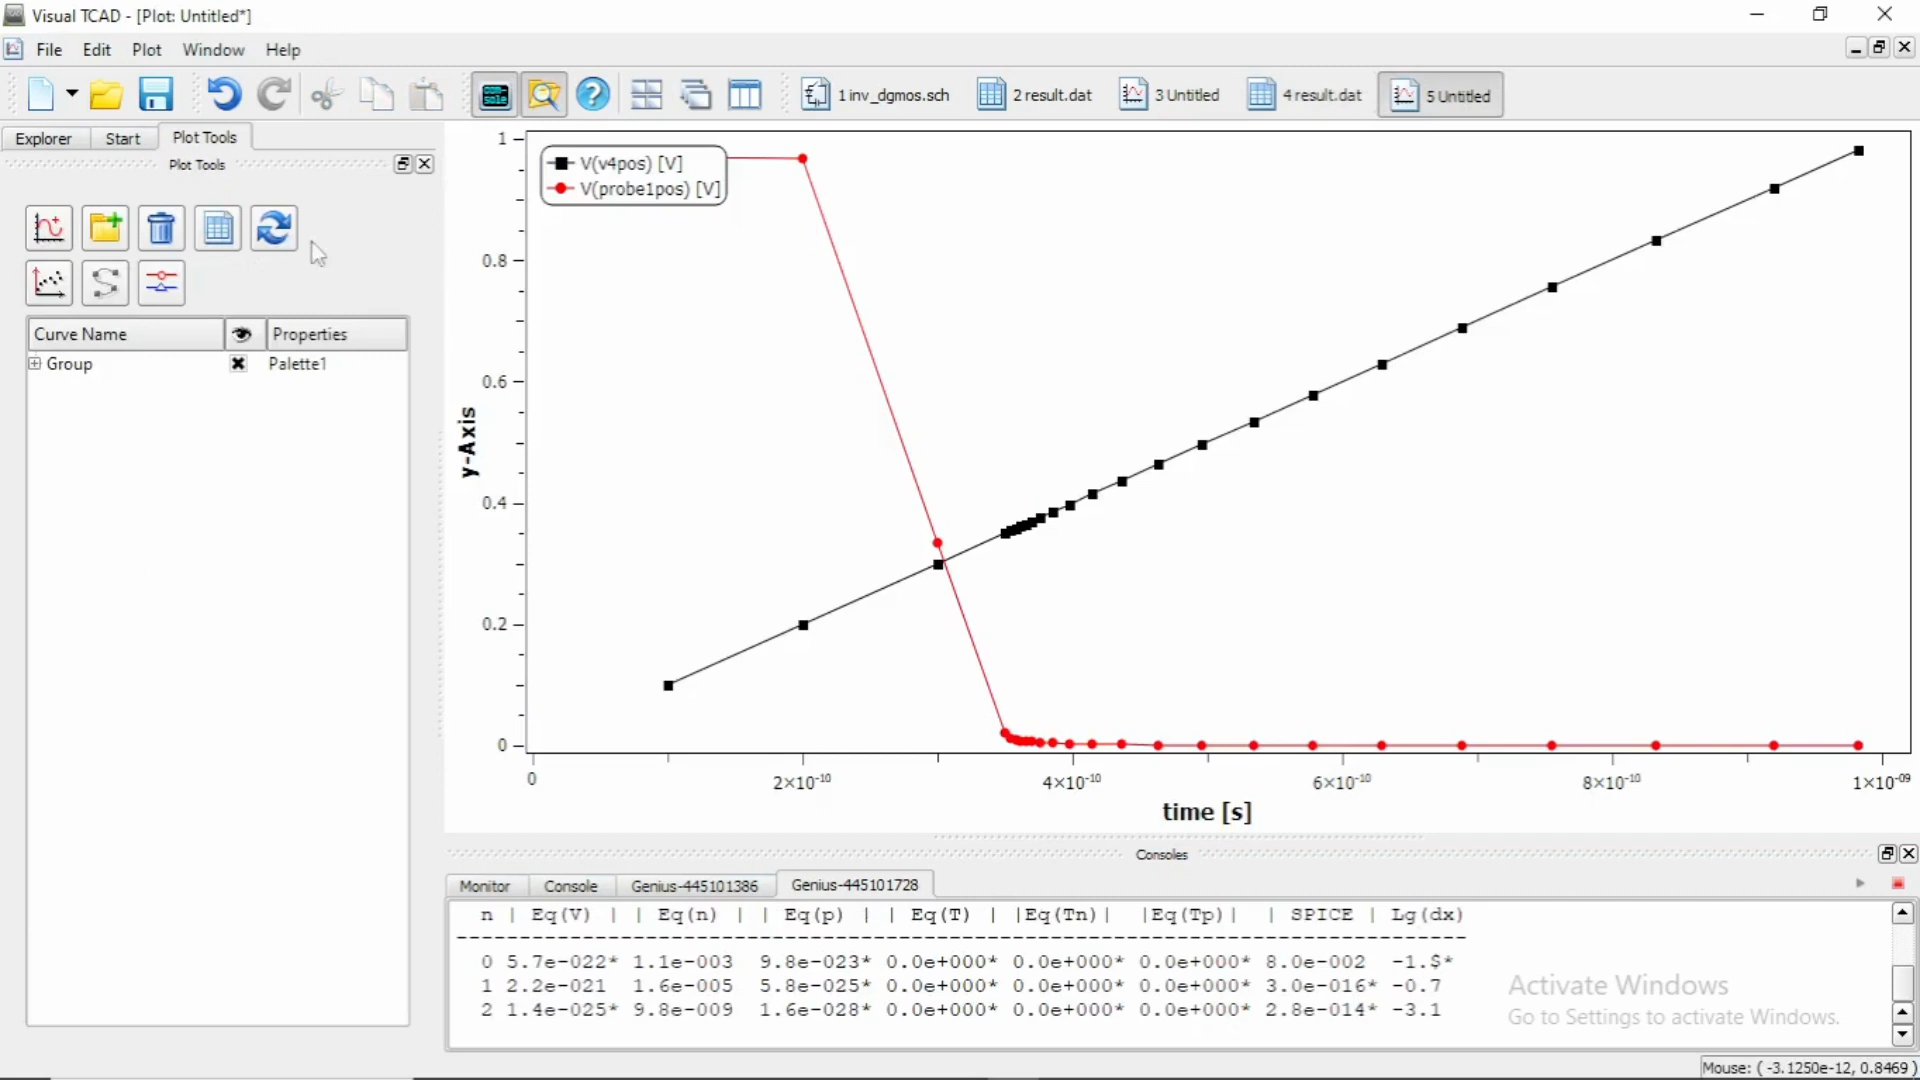 Visual TCAD - [Plot: Untitled*]
File Edit Plot Window Help
1 inv_dgmos.sch 2 result.dat 3 Untitled 4 result.dat 5 Untitled
Explorer Start Plot Tools
Plot Tools
Curve Name Properties
Group Palette1
V(v4pos) [V]
V(probe1pos) [V]
1
0.8
0.6
0.4
0.2
0
y-Axis
0 2×10⁻¹⁰ 4×10⁻¹⁰ 6×10⁻¹⁰ 8×10⁻¹⁰ 1×10⁻⁰⁹
time [s]
Consoles
Monitor Console Genius-445101386 Genius-445101728
n | Eq(V) | | Eq(n) | | Eq(p) | | Eq(T) | |Eq(Tn)| |Eq(Tp)| | SPICE | Lg(dx)
--------------------------------------------------------------------------------
0 5.7e-022* 1.1e-003 9.8e-023* 0.0e+000* 0.0e+000* 0.0e+000* 8.0e-002 -1.$*
1 2.2e-021 1.6e-005 5.8e-025* 0.0e+000* 0.0e+000* 0.0e+000* 3.0e-016* -0.7
2 1.4e-025* 9.8e-009 1.6e-028* 0.0e+000* 0.0e+000* 0.0e+000* 2.8e-014* -3.1
Activate Windows
Go to Settings to activate Windows.
Mouse: ( -3.1250e-12, 0.8469 )